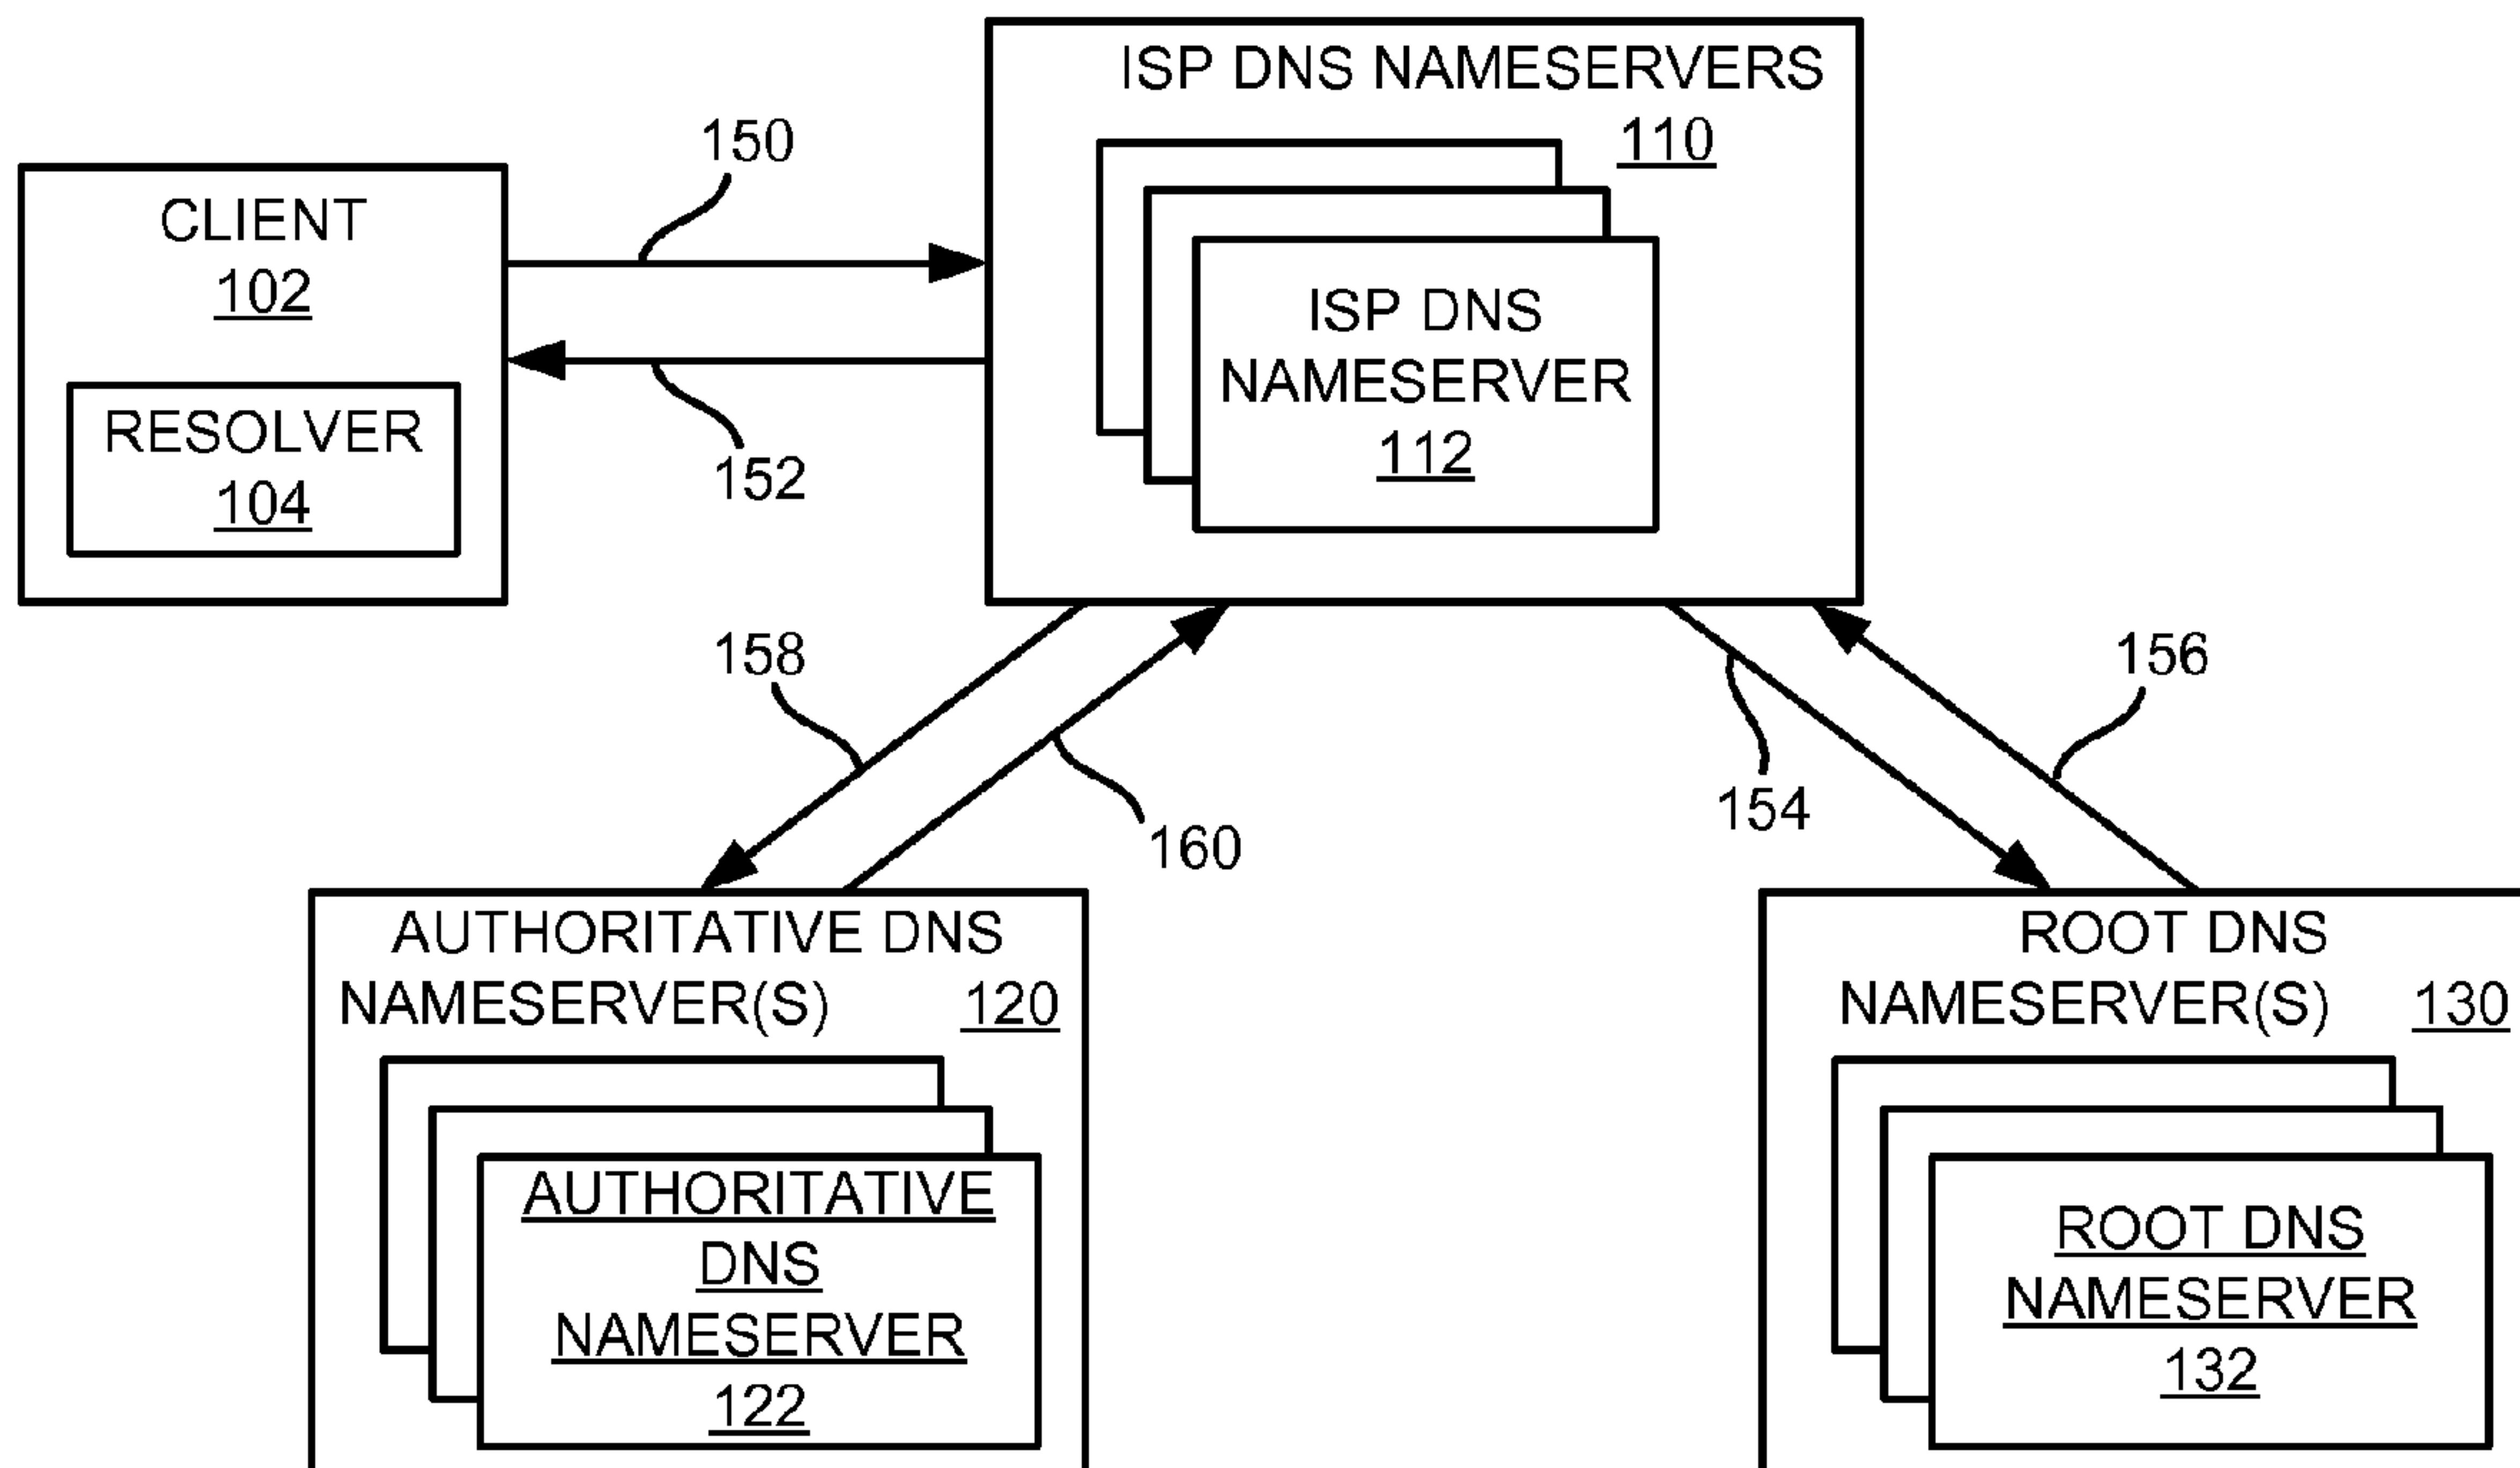 ISP DNS NAMESERVERS
110
150
CLIENT
102
ISP DNS
NAMESERVER
112
RESOLVER
104
152
158
156
154
160
AUTHORITATIVE DNS
NAMESERVER(S) 120
ROOT DNS
NAMESERVER(S) 130
AUTHORITATIVE
DNS
NAMESERVER
122
ROOT DNS
NAMESERVER
132